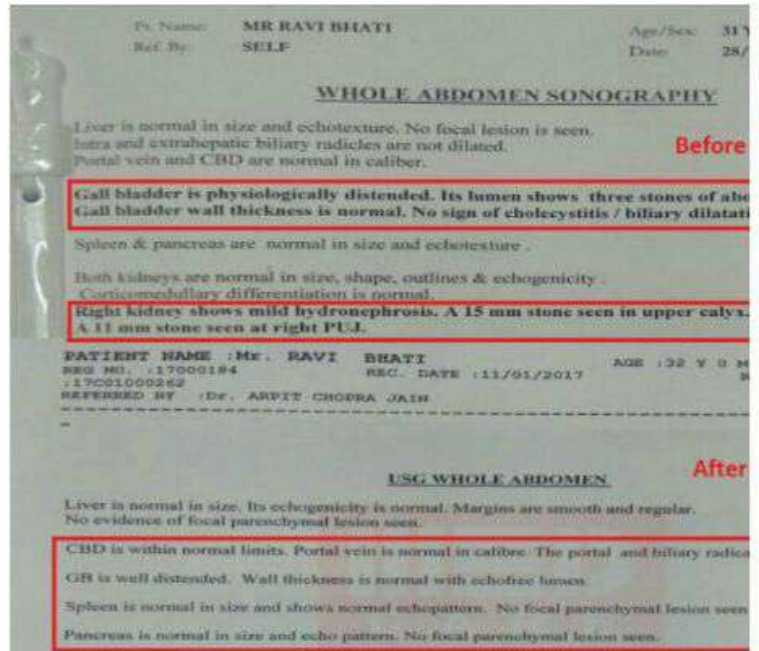 Pt. Name: MR RAVI BHATI Age/Sex: 31 Y
Ref. By: SELF Date: 28/
WHOLE ABDOMEN SONOGRAPHY
Liver is normal in size and echotexture. No focal lesion is seen.
Intra and extrahepatic biliary radicles are not dilated.
Before
Portal vein and CBD are normal in caliber.
Gall bladder is physiologically distended. Its lumen shows three stones of abo
Gall bladder wall thickness is normal. No sign of cholecystitis / biliary dilatati
Spleen & pancreas are normal in size and echotexture .
Both kidneys are normal in size, shape, outlines & echogenicity .
Corticomedullary differentiation is normal.
Right kidney shows mild hydronephrosis. A 15 mm stone seen in upper calyx.
A 11 mm stone seen at right PUJ.
PATIENT NAME :Mr. RAVI BHATI AGE :32 Y 0 M
REG NO. :17000184 REC. DATE :11/01/2017
:17C01000262
REFERRED BY :Dr. ARPIT CHOPRA JAIN
USG WHOLE ABDOMEN
After
Liver is normal in size. Its echogenicity is normal. Margins are smooth and regular.
No evidence of focal parenchymal lesion seen.
CBD is within normal limits. Portal vein is normal in calibre The portal and biliary radica
GB is well distended. Wall thickness is normal with echofree lumen.
Spleen is normal in size and shows normal echopattern. No focal parenchymal lesion seen
Pancreas is normal in size and echo pattern. No focal parenchymal lesion seen.